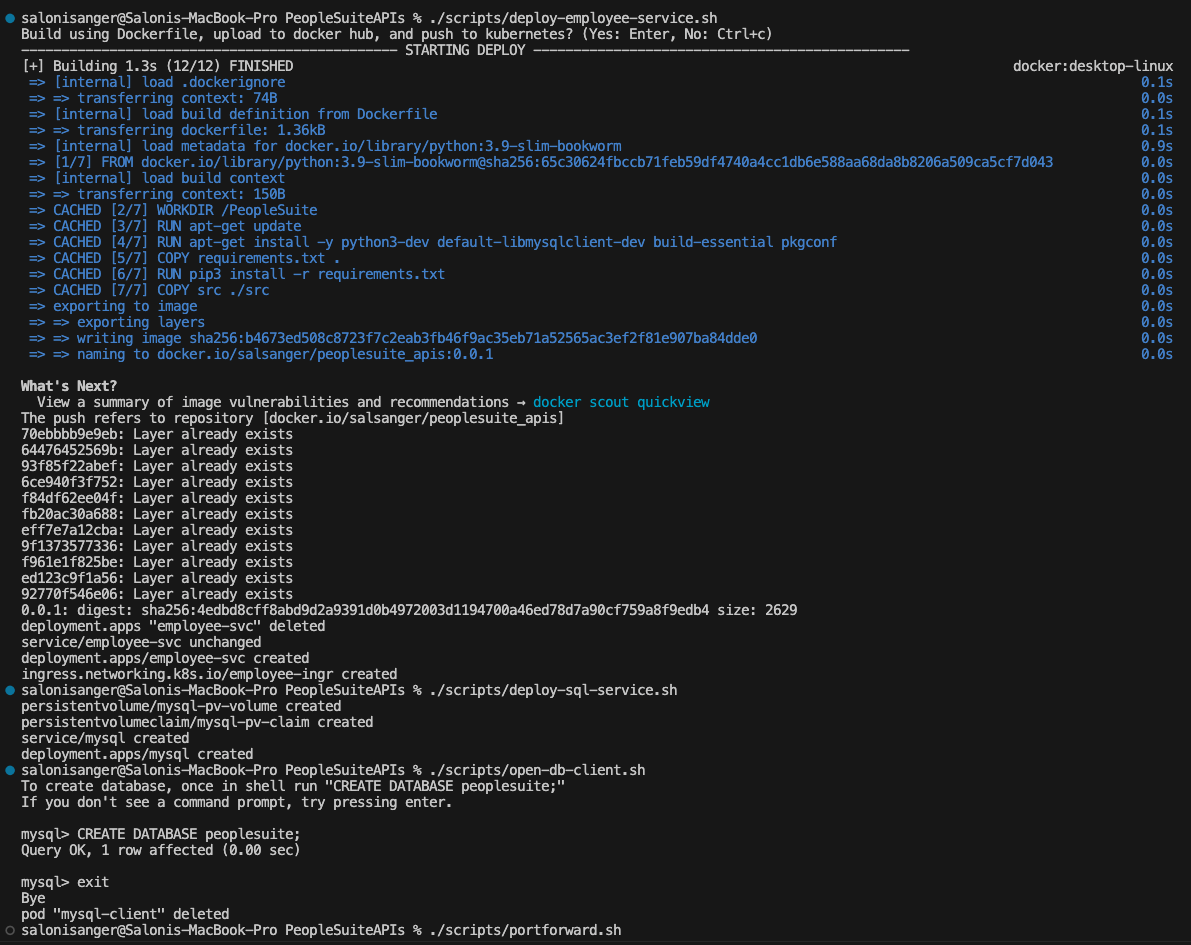 salonisanger@Salonis-MacBook-Pro PeopleSuiteAPIs % ./scripts/deploy-employee-service.sh
Build using Dockerfile, upload to docker hub, and push to kubernetes? (Yes: Enter, No: Ctrl+c)
----------------------------------------------- STARTING DEPLOY -----------------------------------------------
[+] Building 1.3s (12/12) FINISHED docker:desktop-linux
=> [internal] load .dockerignore 0.1s
=> => transferring context: 74B 0.0s
=> [internal] load build definition from Dockerfile 0.1s
=> => transferring dockerfile: 1.36kB 0.1s
=> [internal] load metadata for docker.io/library/python:3.9-slim-bookworm 0.9s
=> [1/7] FROM docker.io/library/python:3.9-slim-bookworm@sha256:65c30624fbccb71feb59df4740a4cc1db6e588aa68da8b8206a509ca5cf7d043 0.0s
=> [internal] load build context 0.0s
=> => transferring context: 150B 0.0s
=> CACHED [2/7] WORKDIR /PeopleSuite 0.0s
=> CACHED [3/7] RUN apt-get update 0.0s
=> CACHED [4/7] RUN apt-get install -y python3-dev default-libmysqlclient-dev build-essential pkgconf 0.0s
=> CACHED [5/7] COPY requirements.txt . 0.0s
=> CACHED [6/7] RUN pip3 install -r requirements.txt 0.0s
=> CACHED [7/7] COPY src ./src 0.0s
=> exporting to image 0.0s
=> => exporting layers 0.0s
=> => writing image sha256:b4673ed508c8723f7c2eab3fb46f9ac35eb71a52565ac3ef2f81e907ba84dde0 0.0s
=> => naming to docker.io/salsanger/peoplesuite_apis:0.0.1 0.0s
What's Next?
View a summary of image vulnerabilities and recommendations → docker scout quickview
The push refers to repository [docker.io/salsanger/peoplesuite_apis]
70ebbbb9e9eb: Layer already exists
64476452569b: Layer already exists
93f85f22abef: Layer already exists
6ce940f3f752: Layer already exists
f84df62ee04f: Layer already exists
fb20ac30a688: Layer already exists
eff7e7a12cba: Layer already exists
9f1373577336: Layer already exists
f961e1f825be: Layer already exists
ed123c9f1a56: Layer already exists
92770f546e06: Layer already exists
0.0.1: digest: sha256:4edbd8cff8abd9d2a9391d0b4972003d1194700a46ed78d7a90cf759a8f9edb4 size: 2629
deployment.apps "employee-svc" deleted
service/employee-svc unchanged
deployment.apps/employee-svc created
ingress.networking.k8s.io/employee-ingr created
salonisanger@Salonis-MacBook-Pro PeopleSuiteAPIs % ./scripts/deploy-sql-service.sh
persistentvolume/mysql-pv-volume created
persistentvolumeclaim/mysql-pv-claim created
service/mysql created
deployment.apps/mysql created
salonisanger@Salonis-MacBook-Pro PeopleSuiteAPIs % ./scripts/open-db-client.sh
To create database, once in shell run "CREATE DATABASE peoplesuite;"
If you don't see a command prompt, try pressing enter.
mysql> CREATE DATABASE peoplesuite;
Query OK, 1 row affected (0.00 sec)
mysql> exit
Bye
pod "mysql-client" deleted
salonisanger@Salonis-MacBook-Pro PeopleSuiteAPIs % ./scripts/portforward.sh